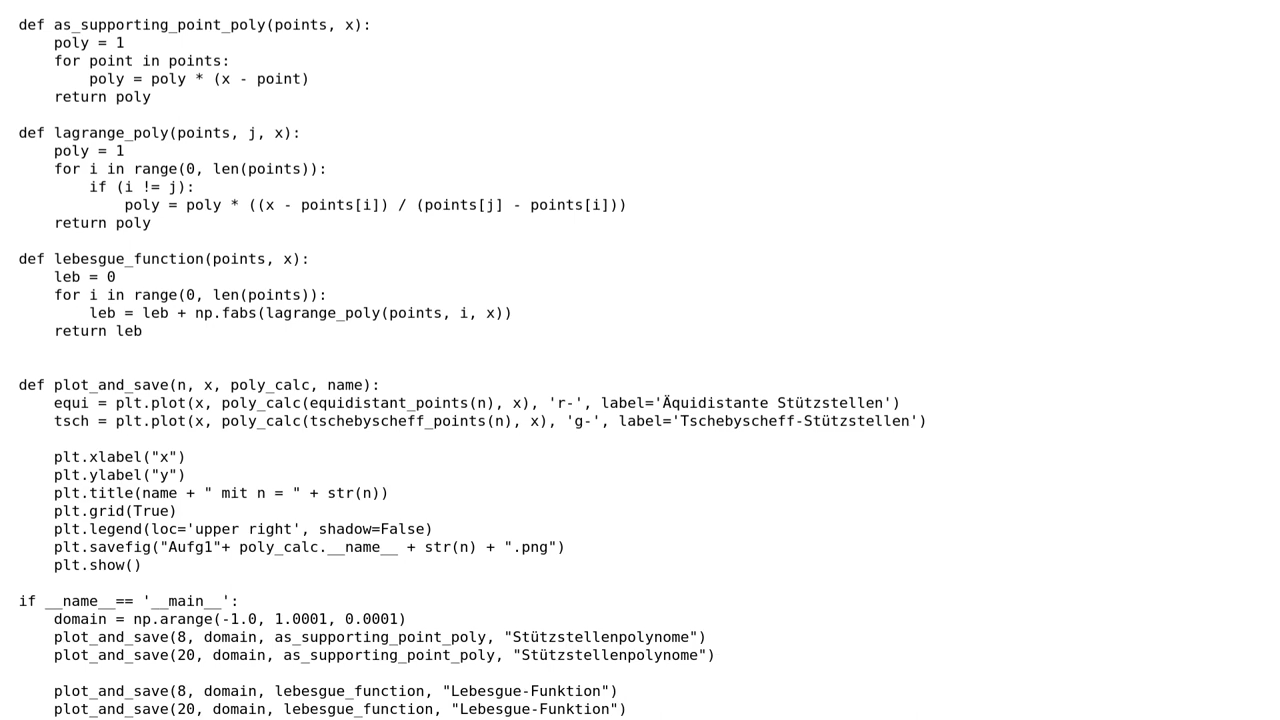 def as_supporting_point_poly(points, x):
    poly = 1
    for point in points:
        poly = poly * (x - point)
    return poly

def lagrange_poly(points, j, x):
    poly = 1
    for i in range(0, len(points)):
        if (i != j):
            poly = poly * ((x - points[i]) / (points[j] - points[i]))
    return poly

def lebesgue_function(points, x):
    leb = 0
    for i in range(0, len(points)):
        leb = leb + np.fabs(lagrange_poly(points, i, x))
    return leb


def plot_and_save(n, x, poly_calc, name):
    equi = plt.plot(x, poly_calc(equidistant_points(n), x), 'r-', label='Äquidistante Stützstellen')
    tsch = plt.plot(x, poly_calc(tschebyscheff_points(n), x), 'g-', label='Tschebyscheff-Stützstellen')

    plt.xlabel("x")
    plt.ylabel("y")
    plt.title(name + " mit n = " + str(n))
    plt.grid(True)
    plt.legend(loc='upper right', shadow=False)
    plt.savefig("Aufg1"+ poly_calc.__name__ + str(n) + ".png")
    plt.show()

if __name__== '__main__':
    domain = np.arange(-1.0, 1.0001, 0.0001)
    plot_and_save(8, domain, as_supporting_point_poly, "Stützstellenpolynome")
    plot_and_save(20, domain, as_supporting_point_poly, "Stützstellenpolynome")

    plot_and_save(8, domain, lebesgue_function, "Lebesgue-Funktion")
    plot_and_save(20, domain, lebesgue_function, "Lebesgue-Funktion")